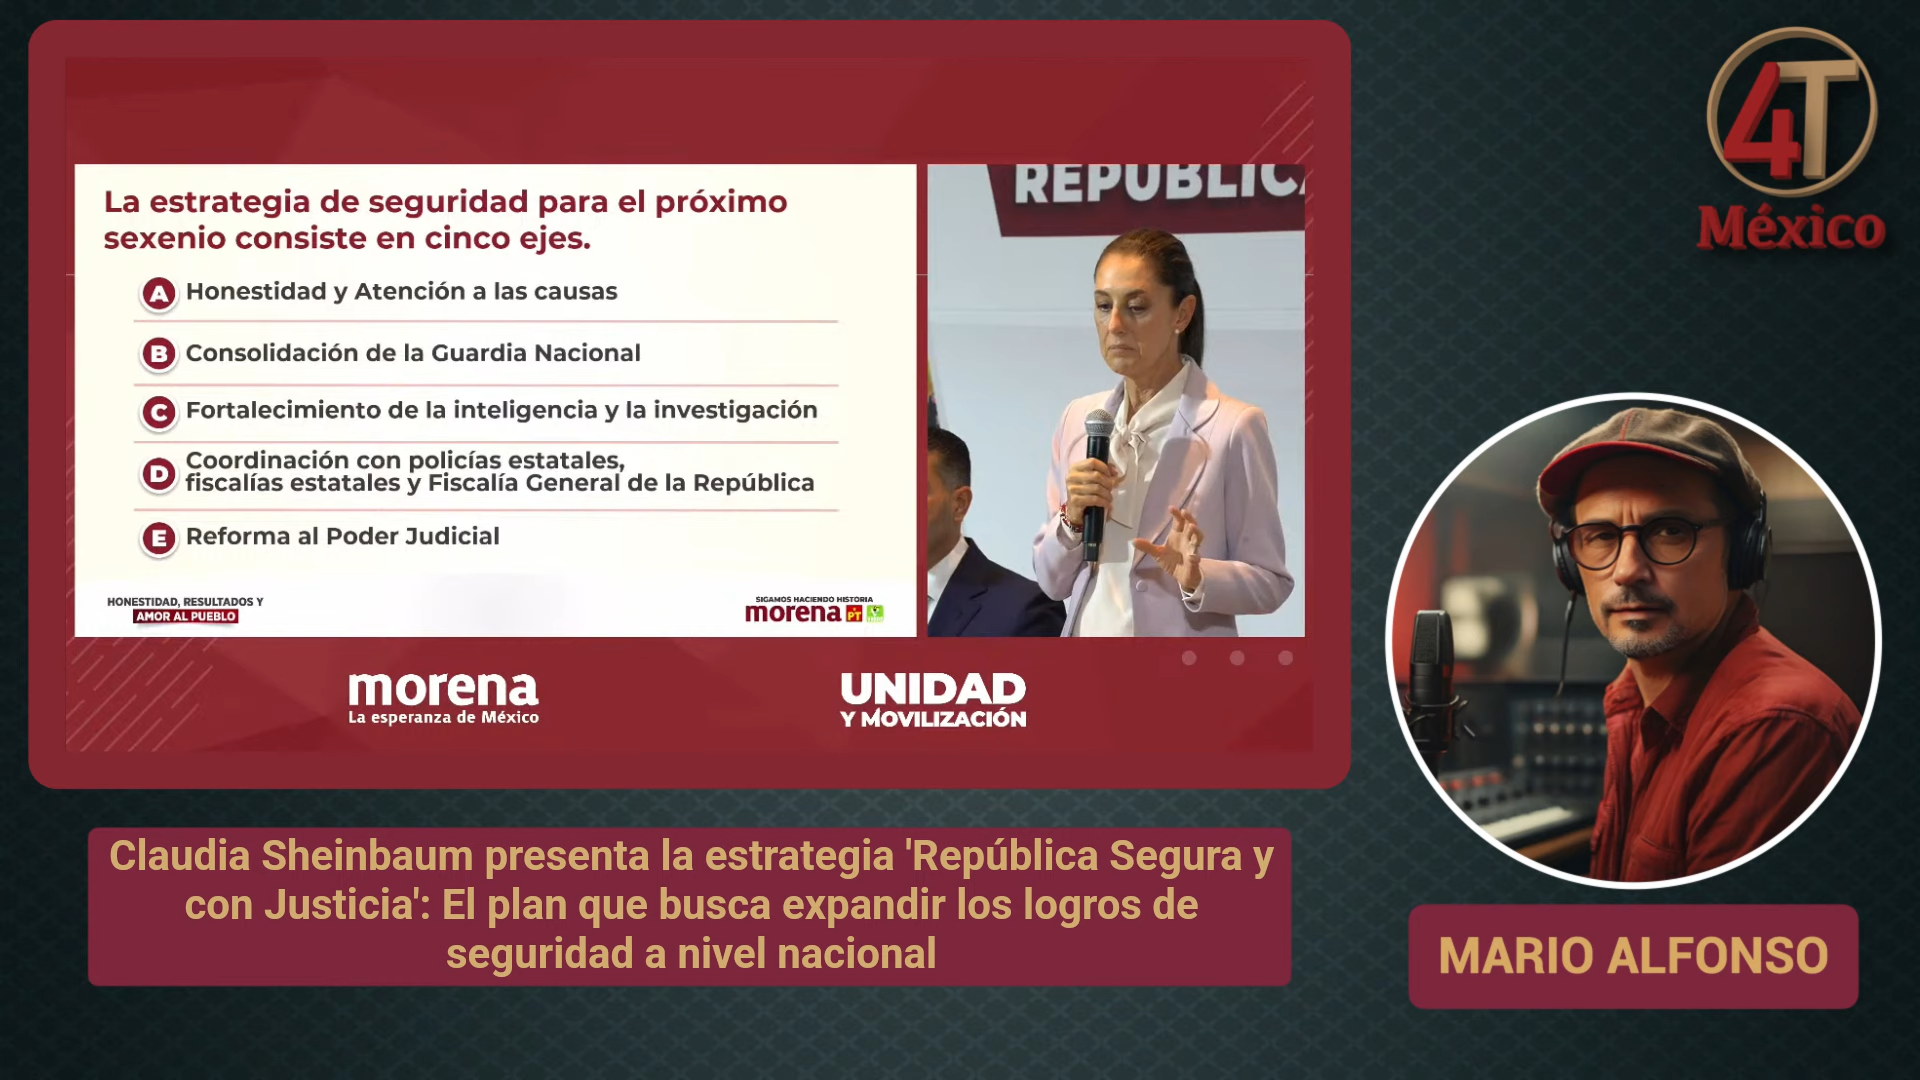 4T
México
REPÚBLICA
La estrategia de seguridad para el próximo
sexenio consiste en cinco ejes.
A Honestidad y Atención a las causas
B Consolidación de la Guardia Nacional
C Fortalecimiento de la inteligencia y la investigación
D Coordinación con policías estatales,
fiscalías estatales y Fiscalía General de la República
E Reforma al Poder Judicial
HONESTIDAD, RESULTADOS Y
AMOR AL PUEBLO
SIGAMOS HACIENDO HISTORIA
morena PT
morena
La esperanza de México
UNIDAD
Y MOVILIZACIÓN
Claudia Sheinbaum presenta la estrategia 'República Segura y
con Justicia': El plan que busca expandir los logros de
seguridad a nivel nacional
MARIO ALFONSO